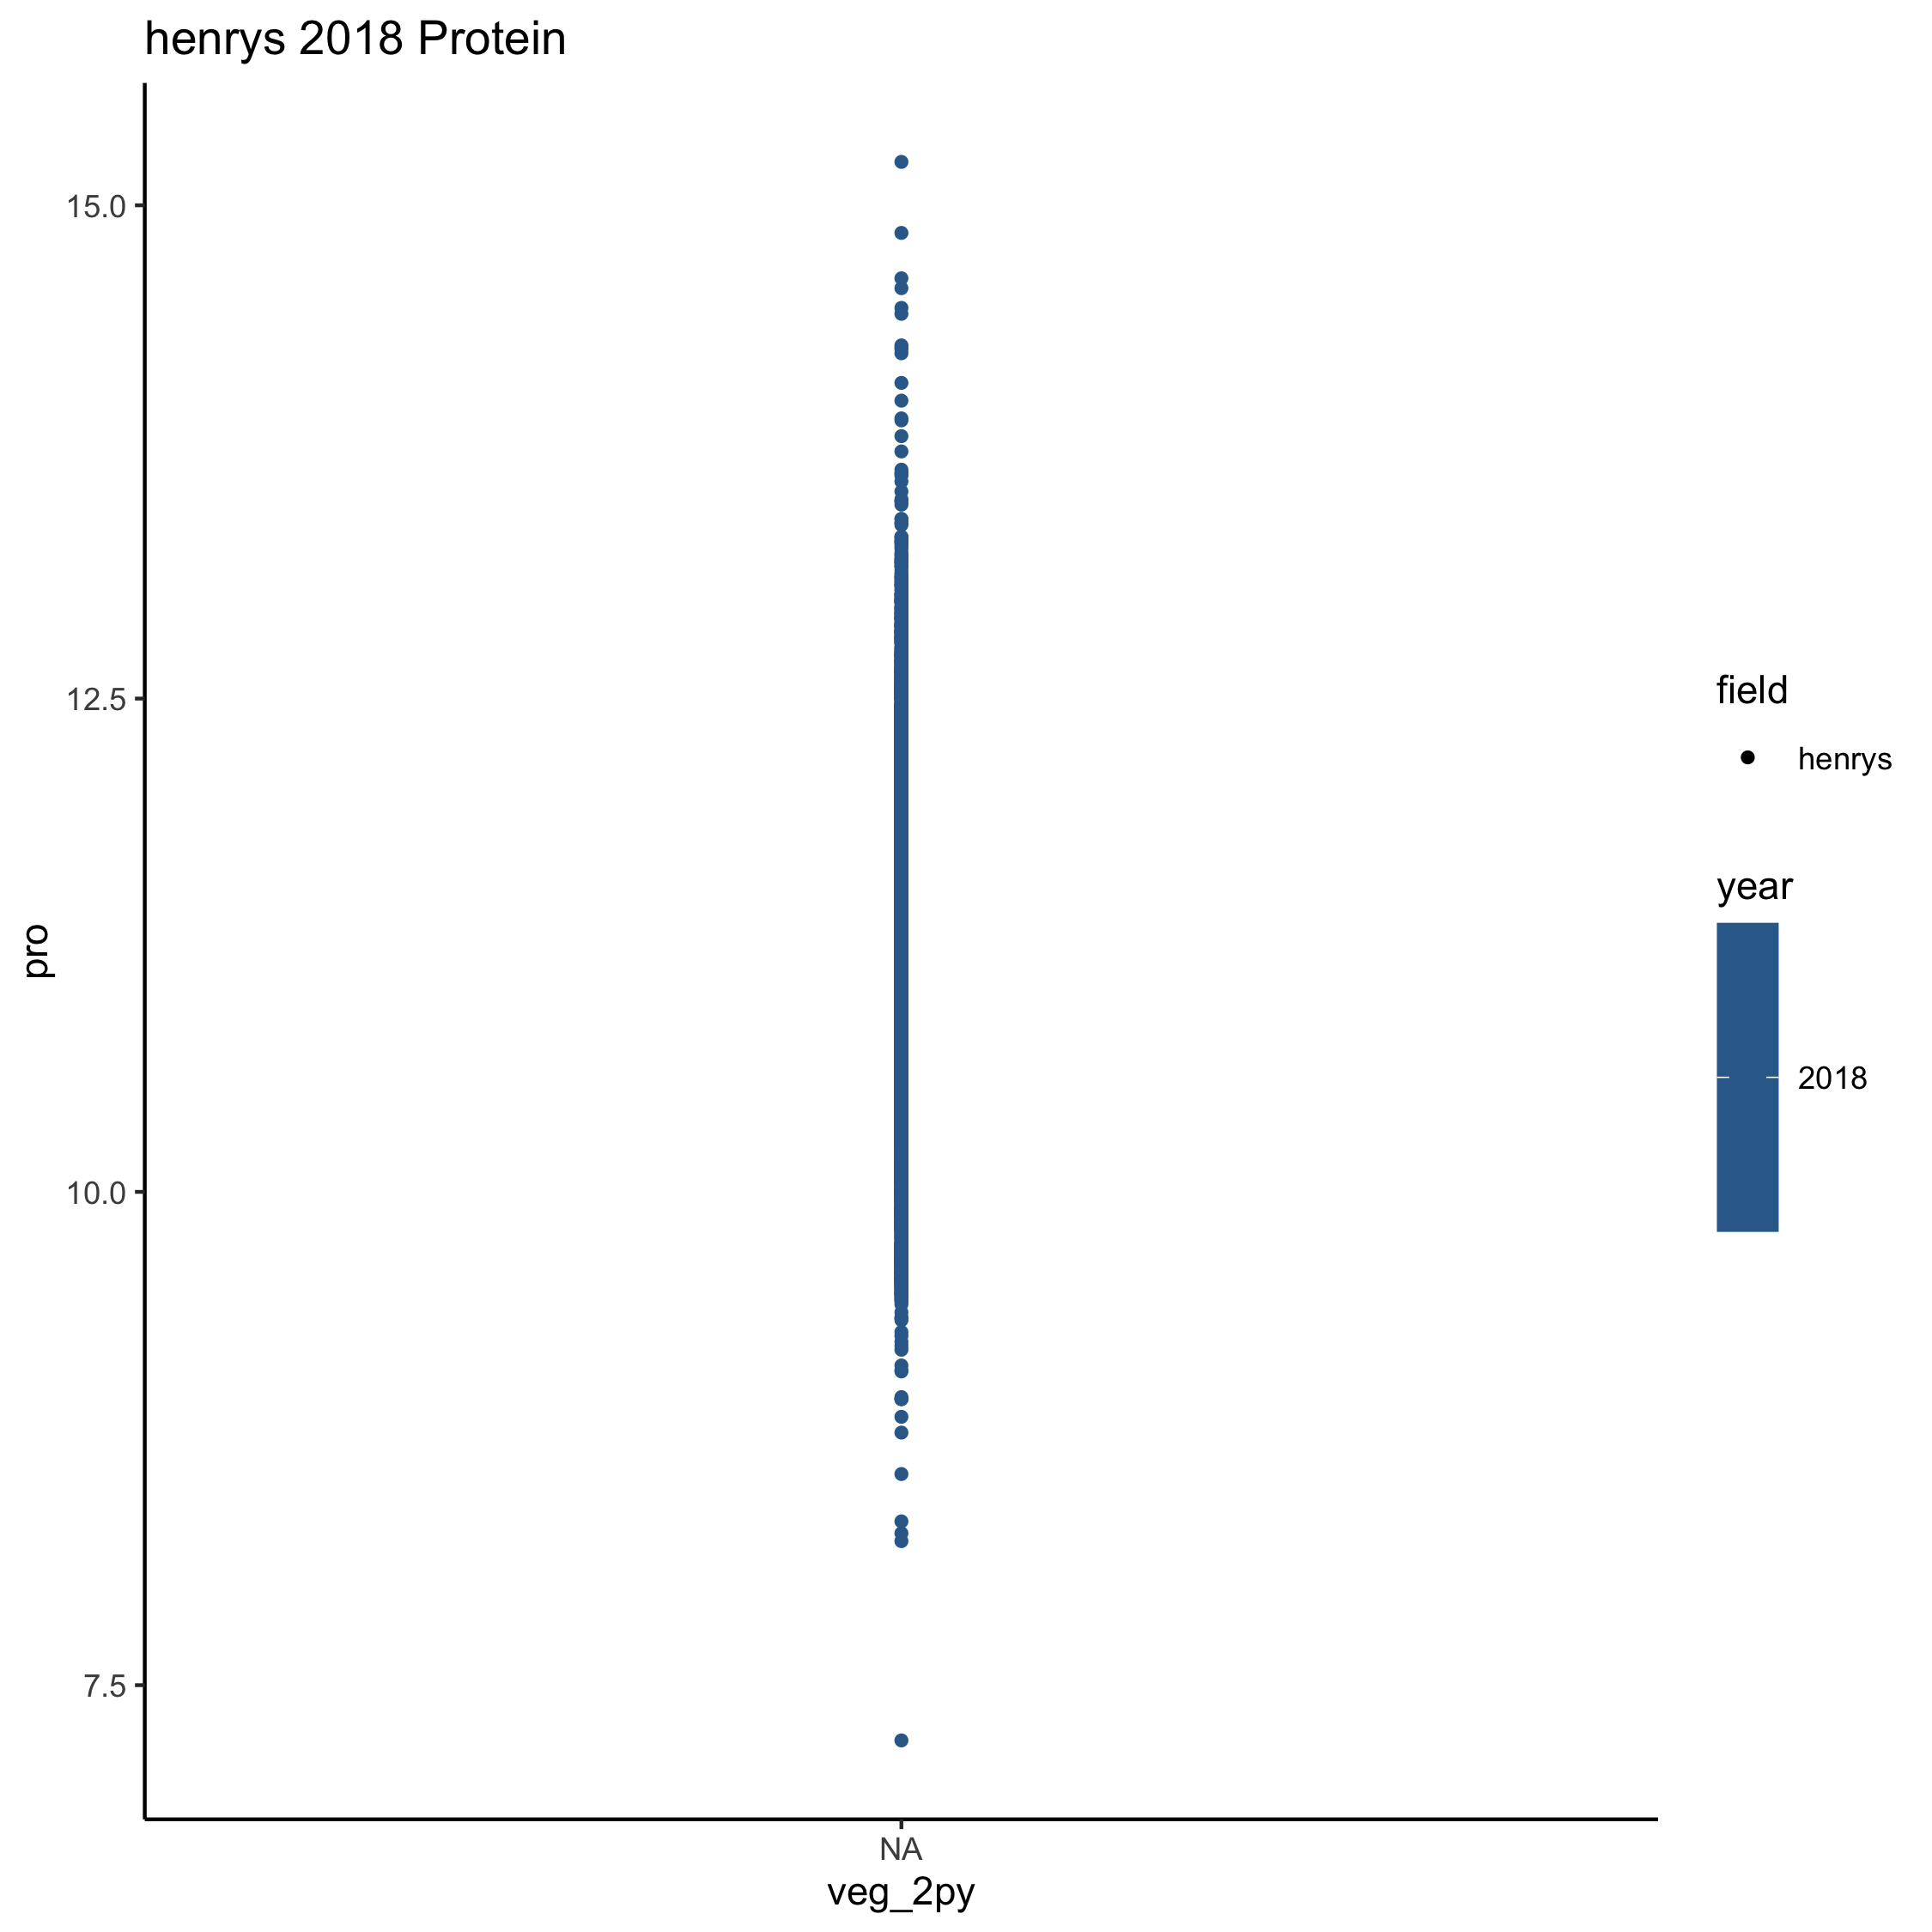 henrys 2018 Protein
15.0
12.5
10.0
7.5
pro
NA
veg_2py
field
henrys
year
2018